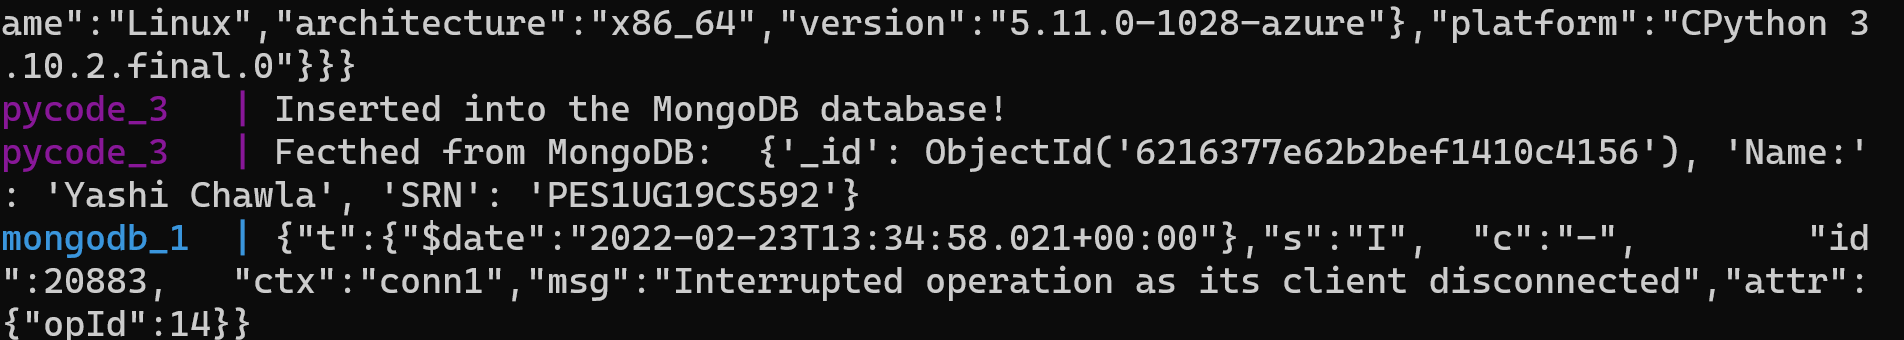 ame":"Linux","architecture":"x86_64","version":"5.11.0-1028-azure"},"platform":"CPython 3
.10.2.final.0"}}}
pycode_3   | Inserted into the MongoDB database!
pycode_3   | Fecthed from MongoDB:  {'_id': ObjectId('6216377e62b2bef1410c4156'), 'Name:'
: 'Yashi Chawla', 'SRN': 'PES1UG19CS592'}
mongodb_1  | {"t":{"$date":"2022-02-23T13:34:58.021+00:00"},"s":"I",  "c":"-",        "id
":20883,   "ctx":"conn1","msg":"Interrupted operation as its client disconnected","attr":
{"opId":14}}